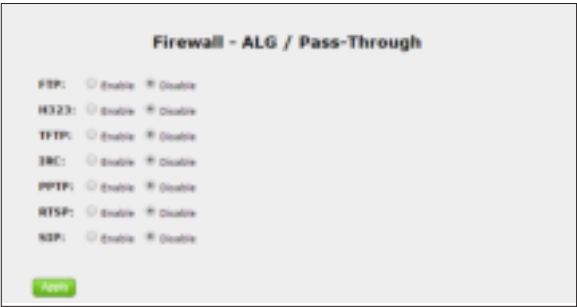 Firewall - ALG / Pass-Through
FTP: Enable Disable
H323: Enable Disable
TFTP: Enable Disable
IRC: Enable Disable
PPTP: Enable Disable
RTSP: Enable Disable
SIP: Enable Disable
Apply